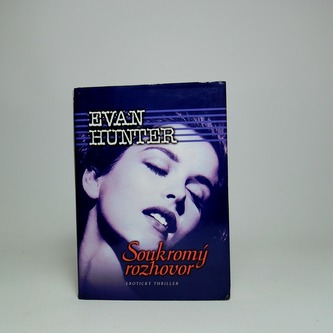 EVAN
HUNTER
Soukromý
rozhovor
EROTICKÝ THRILLER